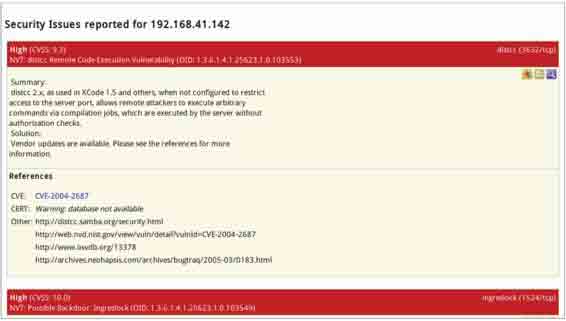 Security Issues reported for 192.168.41.142
High (CVSS: 9.3) distcc (3632/tcp)
NVT: distcc Remote Code Execution Vulnerability (OID: 1.3.6.1.4.1.25623.1.0.103553)
Summary:
distcc 2.x, as used in XCode 1.5 and others, when not configured to restrict
access to the server port, allows remote attackers to execute arbitrary
commands via compilation jobs, which are executed by the server without
authorization checks.
Solution:
Vendor updates are available. Please see the references for more
information.
References
CVE: CVE-2004-2687
CERT: Warning: database not available
Other: http://distcc.samba.org/security.html
http://web.nvd.nist.gov/view/vuln/detail?vulnId=CVE-2004-2687
http://www.osvdb.org/13378
http://archives.neohapsis.com/archives/bugtraq/2005-03/0183.html
High (CVSS: 10.0) ingreslock (1524/tcp)
NVT: Possible Backdoor: Ingreslock (OID: 1.3.6.1.4.1.25623.1.0.103549)